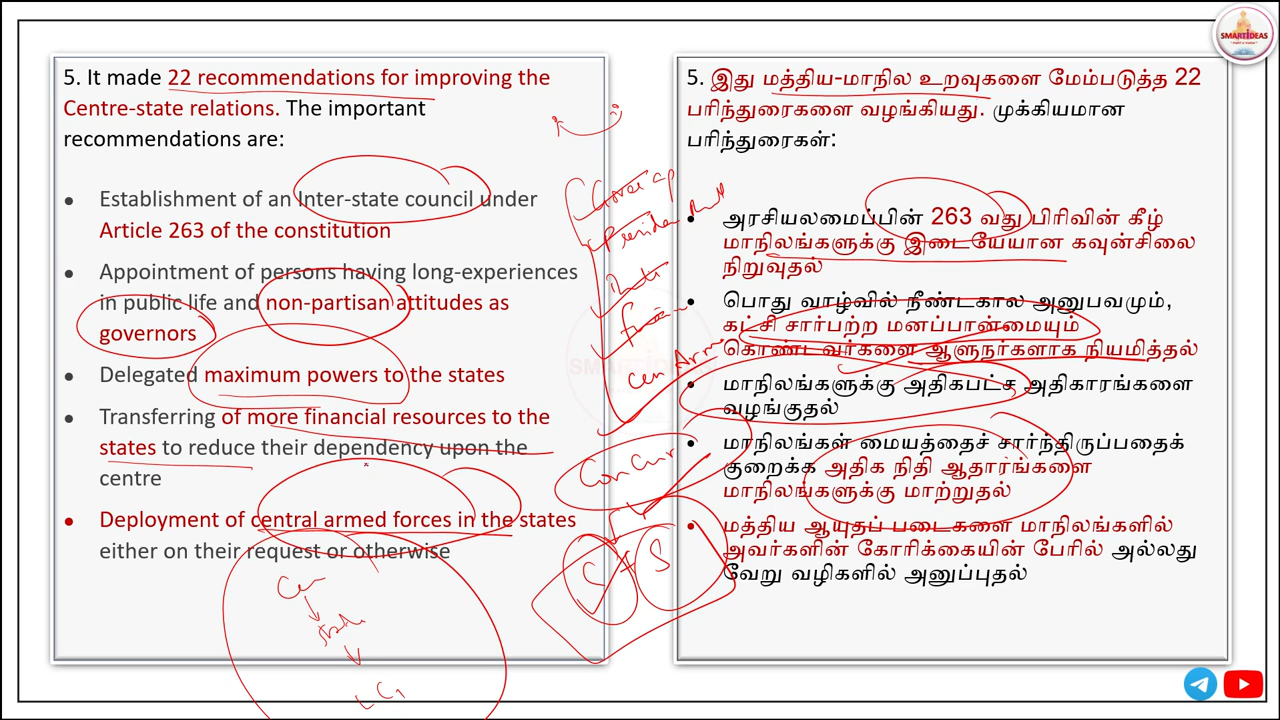 SMARTIDEAS
5. It made 22 recommendations for improving the
Centre-state relations. The important
recommendations are:
• Establishment of an Inter-state council under
Article 263 of the constitution
• Appointment of persons having long-experiences
in public life and non-partisan attitudes as
governors
• Delegated maximum powers to the states
• Transferring of more financial resources to the
states to reduce their dependency upon the
centre
• Deployment of central armed forces in the states
either on their request or otherwise
Cen
state
LG
5. இது மத்திய-மாநில உறவுகளை மேம்படுத்த 22
பரிந்துரைகளை வழங்கியது. முக்கியமான
பரிந்துரைகள்:
• அரசியலமைப்பின் 263 வது பிரிவின் கீழ்
மாநிலங்களுக்கு இடையேயான கவுன்சிலை
நிறுவுதல்
• பொது வாழ்வில் நீண்டகால அனுபவமும்,
கட்சி சார்பற்ற மனப்பான்மையும்
கொண்டவர்களை ஆளுநர்களாக நியமித்தல்
• மாநிலங்களுக்கு அதிகபட்ச அதிகாரங்களை
வழங்குதல்
• மாநிலங்கள் மையத்தைச் சார்ந்திருப்பதைக்
குறைக்க அதிக நிதி ஆதாரங்களை
மாநிலங்களுக்கு மாற்றுதல்
• மத்திய ஆயுதப் படைகளை மாநிலங்களில்
அவர்களின் கோரிக்கையின் பேரில் அல்லது
வேறு வழிகளில் அனுப்புதல்